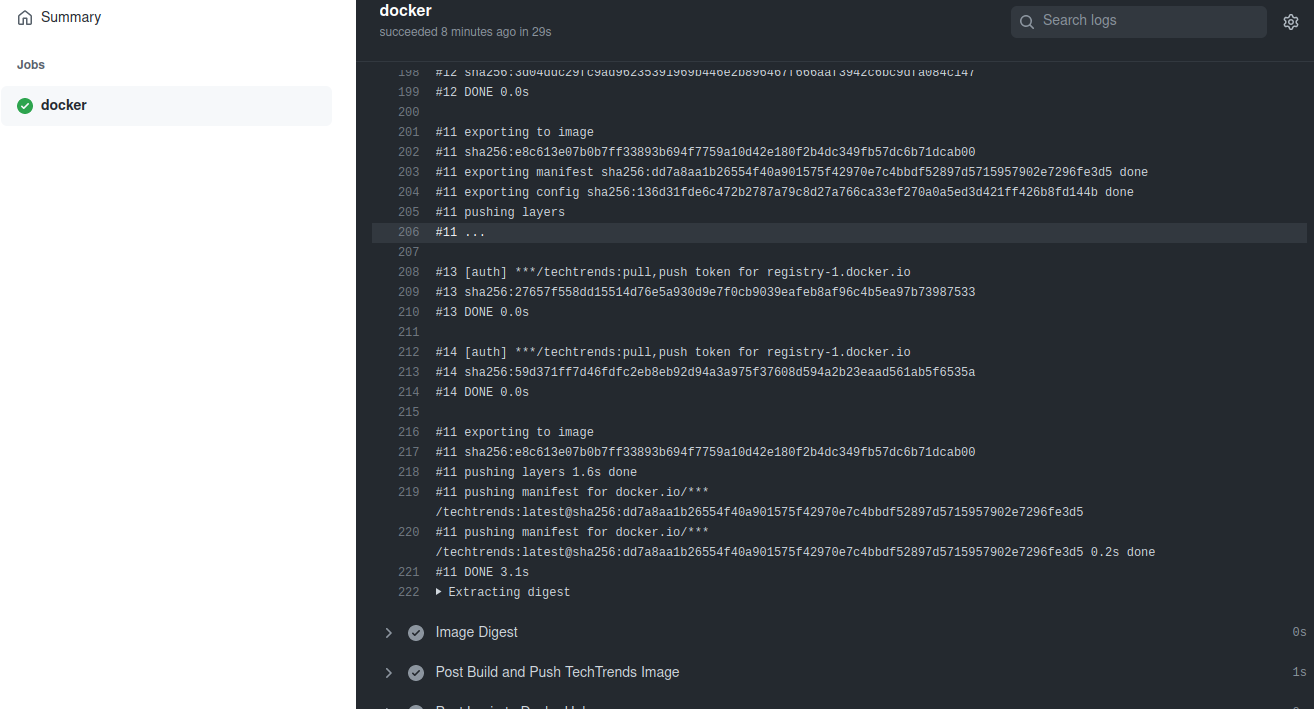 Summary
Jobs
docker
docker
succeeded 8 minutes ago in 29s
Search logs
198 #12
199 #12 DONE 0.0s
200
201 #11 exporting to image
202 #11 sha256:e8c613e07b0b7ff33893b694f7759a10d42e180f2b4dc349fb57dc6b71dcab00
203 #11 exporting manifest sha256:dd7a8aa1b26554f40a901575f42970e7c4bbdf52897d5715957902e7296fe3d5 done
204 #11 exporting config sha256:136d31fde6c472b2787a79c8d27a766ca33ef270a0a5ed3d421ff426b8fd144b done
205 #11 pushing layers
206 #11 ...
207
208 #13 [auth] ***/techtrends:pull,push token for registry-1.docker.io
209 #13 sha256:27657f558dd15514d76e5a930d9e7f0cb9039eafeb8af96c4b5ea97b73987533
210 #13 DONE 0.0s
211
212 #14 [auth] ***/techtrends:pull,push token for registry-1.docker.io
213 #14 sha256:59d371ff7d46fdfc2eb8eb92d94a3a975f37608d594a2b23eaad561ab5f6535a
214 #14 DONE 0.0s
215
216 #11 exporting to image
217 #11 sha256:e8c613e07b0b7ff33893b694f7759a10d42e180f2b4dc349fb57dc6b71dcab00
218 #11 pushing layers 1.6s done
219 #11 pushing manifest for docker.io/***
/techtrends:latest@sha256:dd7a8aa1b26554f40a901575f42970e7c4bbdf52897d5715957902e7296fe3d5
220 #11 pushing manifest for docker.io/***
/techtrends:latest@sha256:dd7a8aa1b26554f40a901575f42970e7c4bbdf52897d5715957902e7296fe3d5 0.2s done
221 #11 DONE 3.1s
222 Extracting digest
Image Digest 0s
Post Build and Push TechTrends Image 1s